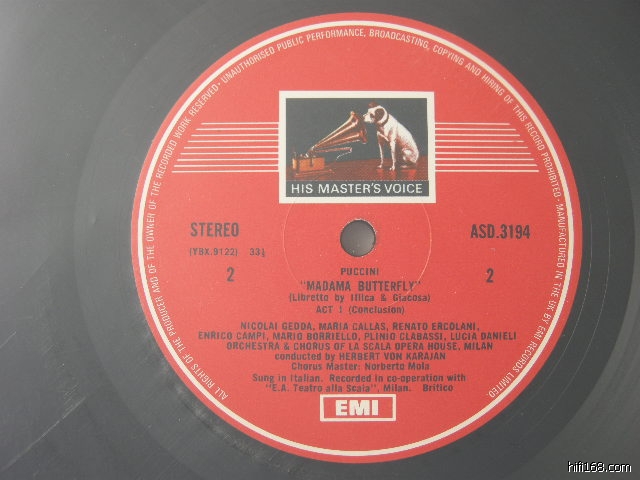 ALL RIGHTS OF THE PRODUCER AND OF THE OWNER OF THE RECORDED WORK RESERVED - UNAUTHORISED PUBLIC PERFORMANCE, BROADCASTING, COPYING AND HIRING OF THIS RECORD PROHIBITED - MANUFACTURED IN THE UK BY EMI RECORDS LIMITED.
HIS MASTER'S VOICE
STEREO
ASD.3194
(YBX.9122) 33⅓
2
2
PUCCINI
"MADAMA BUTTERFLY"
(Libretto by Illica & Giacosa)
ACT 1 (Conclusion)
NICOLAI GEDDA, MARIA CALLAS, RENATO ERCOLANI,
ENRICO CAMPI, MARIO BORRIELLO, PLINIO CLABASSI, LUCIA DANIELI
ORCHESTRA & CHORUS OF LA SCALA OPERA HOUSE, MILAN
conducted by HERBERT VON KARAJAN
Chorus Master: Norberto Mola
Sung in Italian. Recorded in co-operation with
"E.A. Teatro alla Scala", Milan. Britico
EMI
hifi168.com